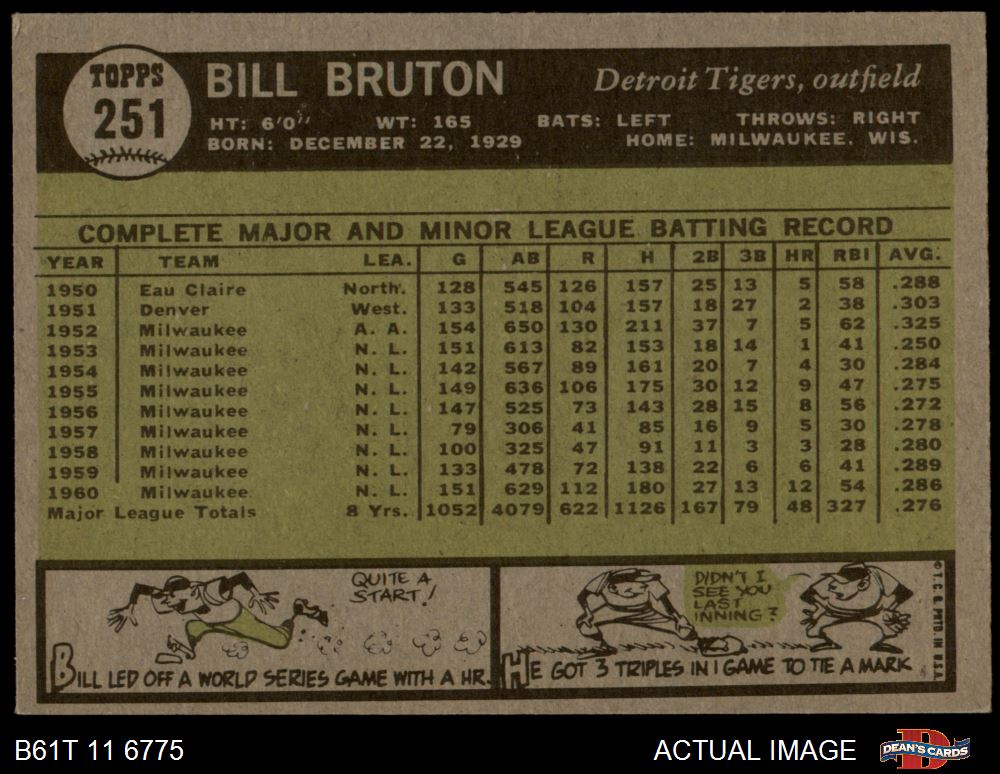 TOPPS
251
BILL BRUTON
Detroit Tigers, outfield
HT: 6'0" WT: 165 BATS: LEFT THROWS: RIGHT
BORN: DECEMBER 22, 1929 HOME: MILWAUKEE, WIS.
COMPLETE MAJOR AND MINOR LEAGUE BATTING RECORD
YEAR TEAM LEA. G AB R H 2B 3B HR RBI AVG.
1950 Eau Claire North. 128 545 126 157 25 13 5 58 .288
1951 Denver West. 133 518 104 157 18 27 2 38 .303
1952 Milwaukee A. A. 154 650 130 211 37 7 5 62 .325
1953 Milwaukee N. L. 151 613 82 153 18 14 1 41 .250
1954 Milwaukee N. L. 142 567 89 161 20 7 4 30 .284
1955 Milwaukee N. L. 149 636 106 175 30 12 9 47 .275
1956 Milwaukee N. L. 147 525 73 143 28 15 8 56 .272
1957 Milwaukee N. L. 79 306 41 85 16 9 5 30 .278
1958 Milwaukee N. L. 100 325 47 91 11 3 3 28 .280
1959 Milwaukee N. L. 133 478 72 138 22 6 6 41 .289
1960 Milwaukee N. L. 151 629 112 180 27 13 12 54 .286
Major League Totals 8 Yrs. 1052 4079 622 1126 167 79 48 327 .276
QUITE A
START!
BILL LED OFF A WORLD SERIES GAME WITH A HR.
DIDN'T I
SEE YOU
LAST
INNING?
HE GOT 3 TRIPLES IN 1 GAME TO TIE A MARK
© T. C. G. PRTD. IN U.S.A.
B61T 11 6775
ACTUAL IMAGE
DEAN'S CARDS